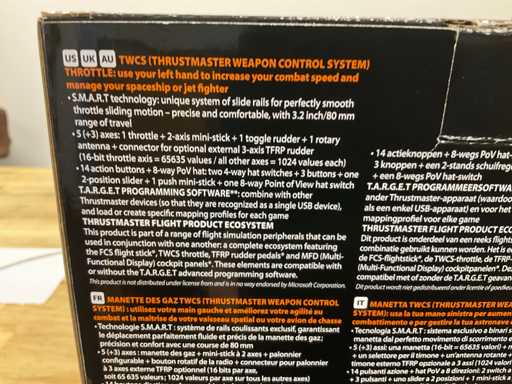 US UK AU TWCS (THRUSTMASTER WEAPON CONTROL SYSTEM)
THROTTLE: use your left hand to increase your combat speed and
manage your spaceship or jet fighter
• S.M.A.R.T technology: unique system of slide rails for perfectly smooth
throttle sliding motion – precise and comfortable, with 3.2 inch/80 mm
range of travel
• 5 (+3) axes: 1 throttle + 2-axis mini-stick + 1 toggle rudder + 1 rotary
antenna + connector for optional external 3-axis TFRP rudder
(16-bit throttle axis = 65635 values / all other axes = 1024 values each)
• 14 action buttons + 8-way PoV hat: two 4-way hat switches + 3 buttons + one
2-position slider + 1 push mini-stick + one 8-way Point of View hat switch
T.A.R.G.E.T PROGRAMMING SOFTWARE**: combine with other
Thrustmaster devices (so that they are recognized as a single USB device),
and load or create specific mapping profiles for each game
THRUSTMASTER FLIGHT PRODUCT ECOSYSTEM
This product is part of a range of flight simulation peripherals that can be
used in conjunction with one another: a complete ecosystem featuring
the FCS flight stick*, TWCS throttle, TFRP rudder pedals* and MFD (Multi-
Functional Display) cockpit panels*. These elements are compatible with
or without the T.A.R.G.E.T advanced programming software.
This product is not distributed under license from and is in no way endorsed by Microsoft Corporation.
FR MANETTE DES GAZ TWCS (THRUSTMASTER WEAPON CONTROL
SYSTEM) : utilisez votre main gauche et améliorez votre agilité au
combat et la maîtrise de votre vaisseau spatial ou votre avion de chasse
• Technologie S.M.A.R.T : système de rails coulissants exclusif, garantissant
le déplacement parfaitement fluide et précis de la manette des gaz;
précision et confort avec une course de 80 mm
• 5 (+3) axes : manette des gaz + mini-stick à 2 axes + palonnier
configurable + bouton rotatif de la radio + connecteur pour palonnier
à 3 axes externe TFRP optionnel (16 bits par axe,
soit 65 635 valeurs; 1024 valeurs par axe sur tous les autres axes)
• 14 actieknoppen + 8-wegs PoV hat-
3 knoppen + een 2-stands schuifregel
+ een 8-wegs PoV hat-switch
T.A.R.G.E.T PROGRAMMEERSOFTWA
ander Thrustmaster-apparaat (waardoo
als een enkel USB-apparaat) en voor het
mappingprofiel voor elke game
THRUSTMASTER FLIGHT PRODUCT ECO
Dit product is onderdeel van een reeks flight
combinatie gebruikt kunnen worden. Het is e
de FCS-flightstick*, de TWCS-throttle, de TFRP-
(Multi-Functional Display) cockpitpanelen*. De
compatibel met of zonder de T.A.R.G.E.T advan
Dit product wordt niet gedistribueerd onder licentie of goedkeu
IT MANETTA TWCS (THRUSTMASTER WEA
SYSTEM): usa la tua mano sinistra per aumen
combattimento e per gestire la tua astronave o
• Tecnologia S.M.A.R.T: sistema esclusivo a binari s
manetta dal perfetto movimento di scorrimento
• 5 (+3) assi: una manetta (16-bit = 65635 valori) + m
un selettore per il timone + un'antenna rotante +
timone esterno TFRP opzionale a 3 assi (1024 valori
• 14 pulsanti azione + hat PoV a 8 direzioni: 2 switch a
3 pulsanti + uno slider a 2 posizioni + 1 mini-stick a